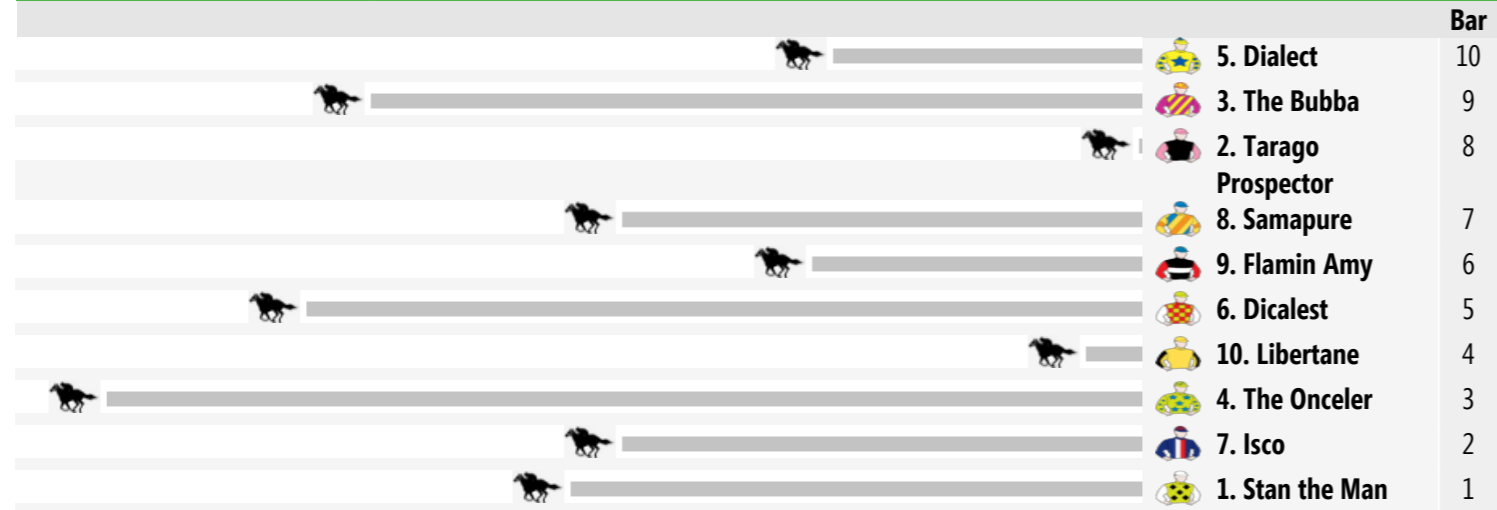 Bar
5. Dialect 10
3. The Bubba 9
2. Tarago 8
Prospector
8. Samapure 7
9. Flamin Amy 6
6. Dicalest 5
10. Libertane 4
4. The Onceler 3
7. Isco 2
1. Stan the Man 1